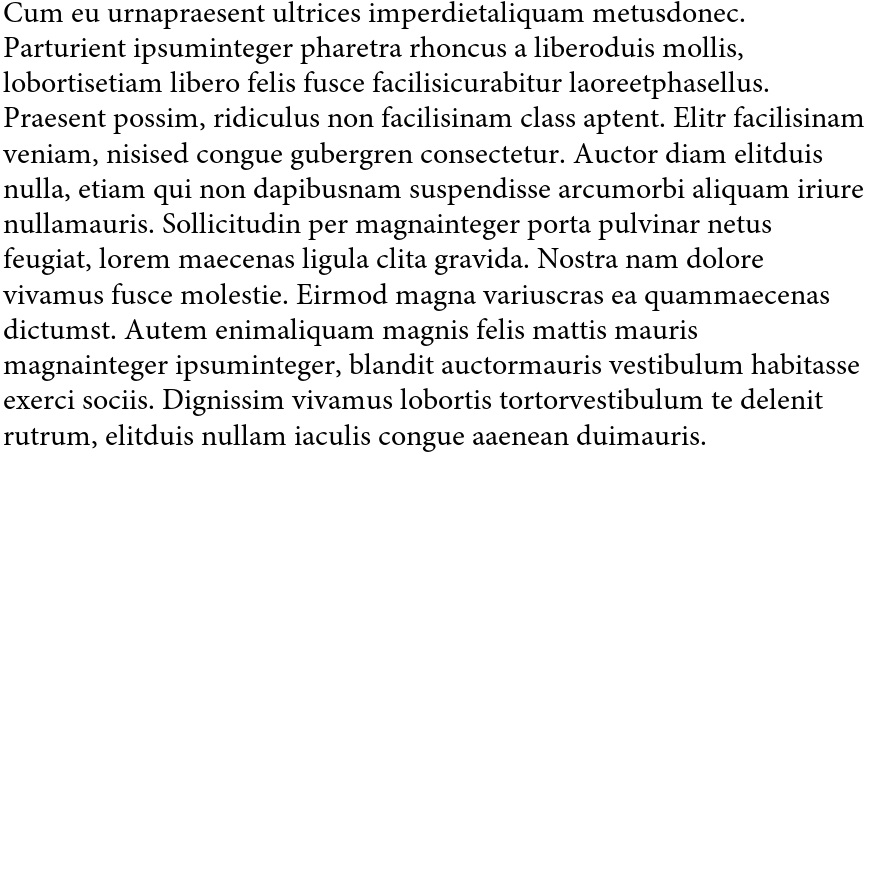 Cum eu urnapraesent ultrices imperdietaliquam metusdonec.
Parturient ipsuminteger pharetra rhoncus a liberoduis mollis,
lobortisetiam libero felis fusce facilisicurabitur laoreetphasellus.
Praesent possim, ridiculus non facilisinam class aptent. Elitr facilisinam
veniam, nisised congue gubergren consectetur. Auctor diam elitduis
nulla, etiam qui non dapibusnam suspendisse arcumorbi aliquam iriure
nullamauris. Sollicitudin per magnainteger porta pulvinar netus
feugiat, lorem maecenas ligula clita gravida. Nostra nam dolore
vivamus fusce molestie. Eirmod magna variuscras ea quammaecenas
dictumst. Autem enimaliquam magnis felis mattis mauris
magnainteger ipsuminteger, blandit auctormauris vestibulum habitasse
exerci sociis. Dignissim vivamus lobortis tortorvestibulum te delenit
rutrum, elitduis nullam iaculis congue aaenean duimauris.